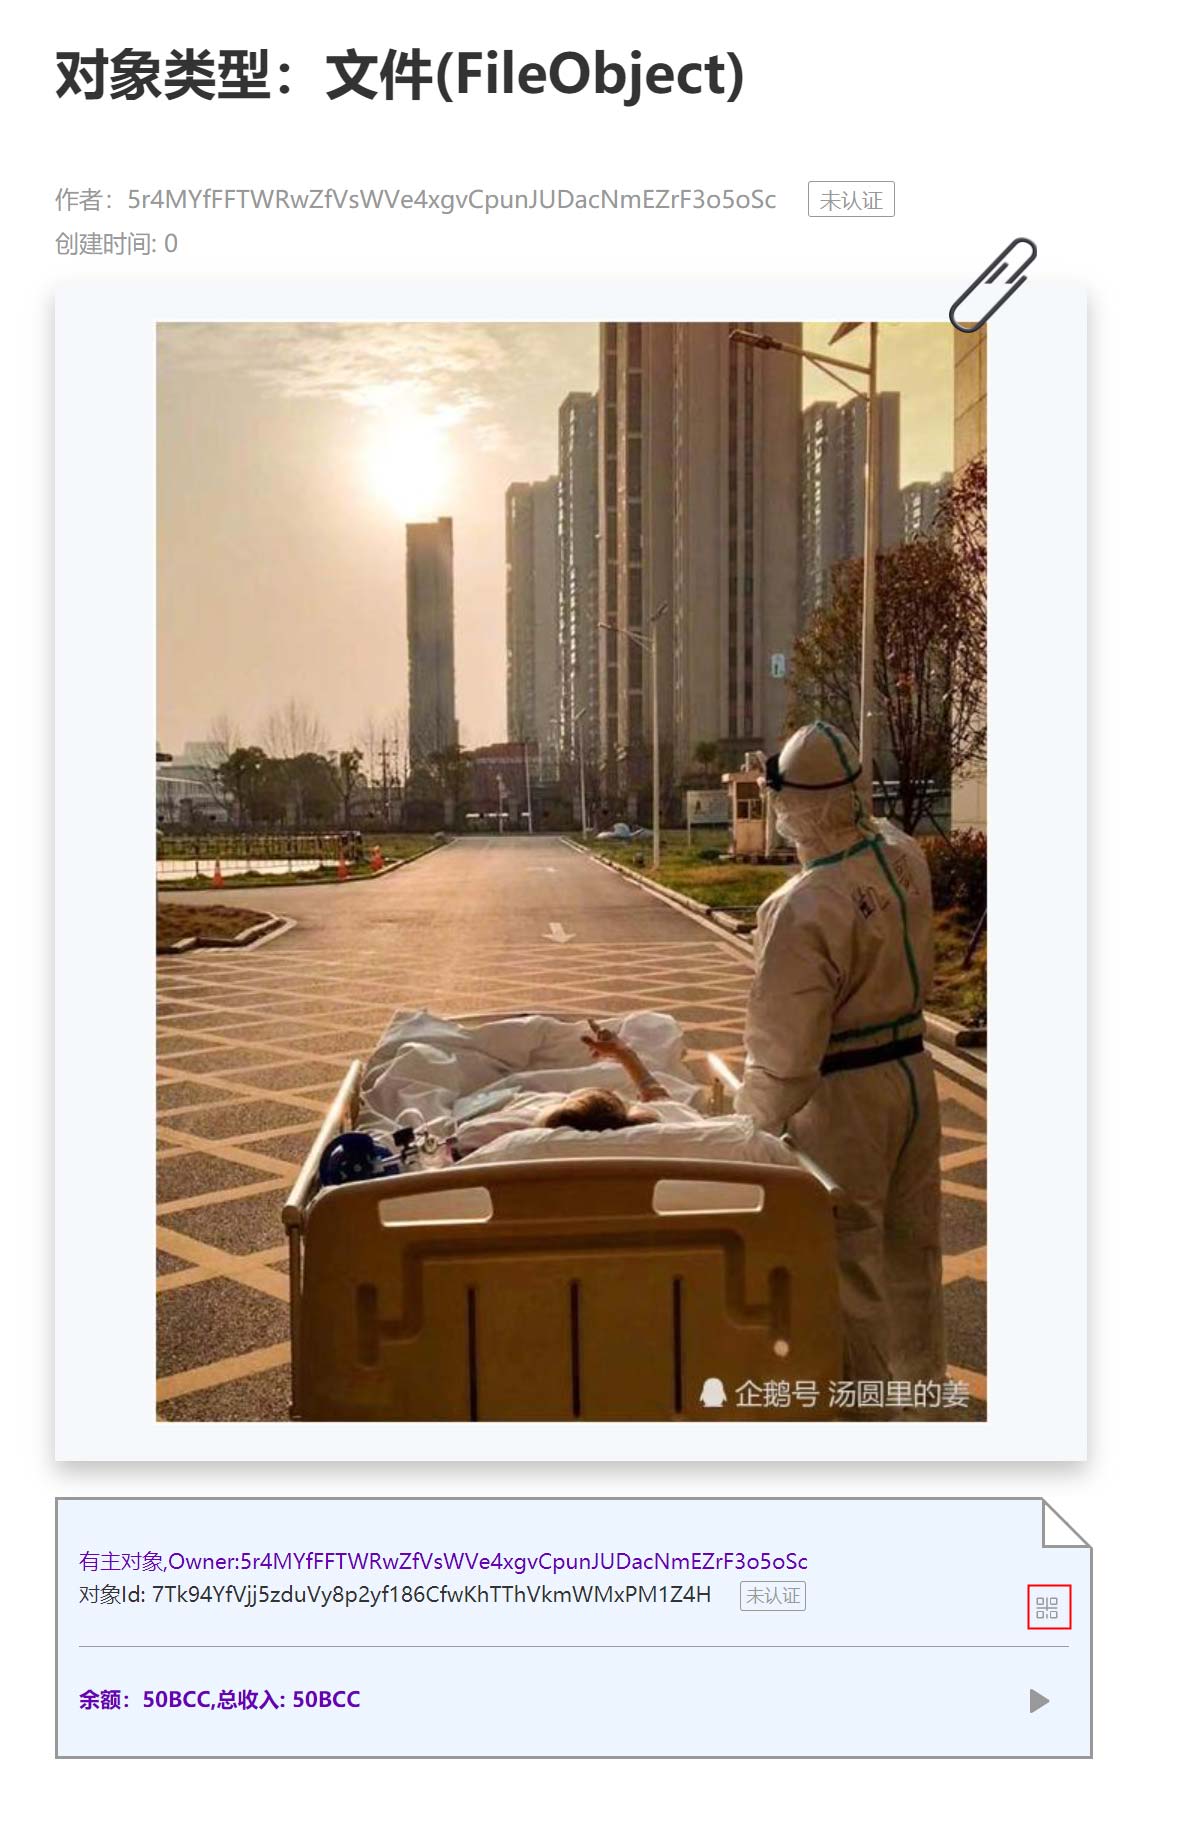 对象类型：文件(FileObject)
作者：5r4MYfFFTWRwZfVsWVe4xgvCpunJUDacNmEZrF3o5oSc 未认证
创建时间: 0
企鹅号 汤圆里的姜
有主对象,Owner:5r4MYfFFTWRwZfVsWVe4xgvCpunJUDacNmEZrF3o5oSc
对象Id: 7Tk94YfVjj5zduVy8p2yf186CfwKhTThVkmWMxPM1Z4H 未认证
余额：50BCC,总收入: 50BCC